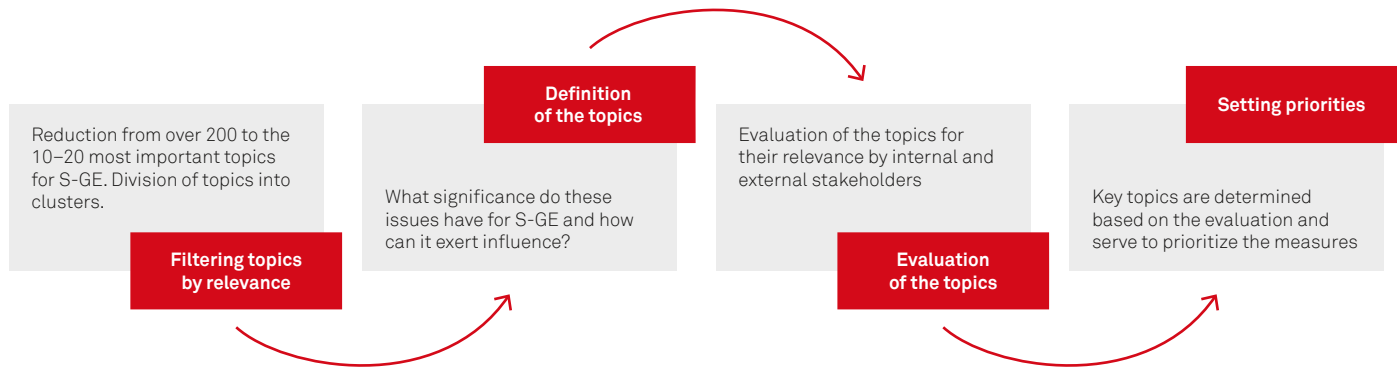 Reduction from over 200 to the
10–20 most important topics
for S-GE. Division of topics into
clusters.
Filtering topics
by relevance
Definition
of the topics
What significance do these
issues have for S-GE and how
can it exert influence?
Evaluation of the topics for
their relevance by internal and
external stakeholders
Evaluation
of the topics
Setting priorities
Key topics are determined
based on the evaluation and
serve to prioritize the measures